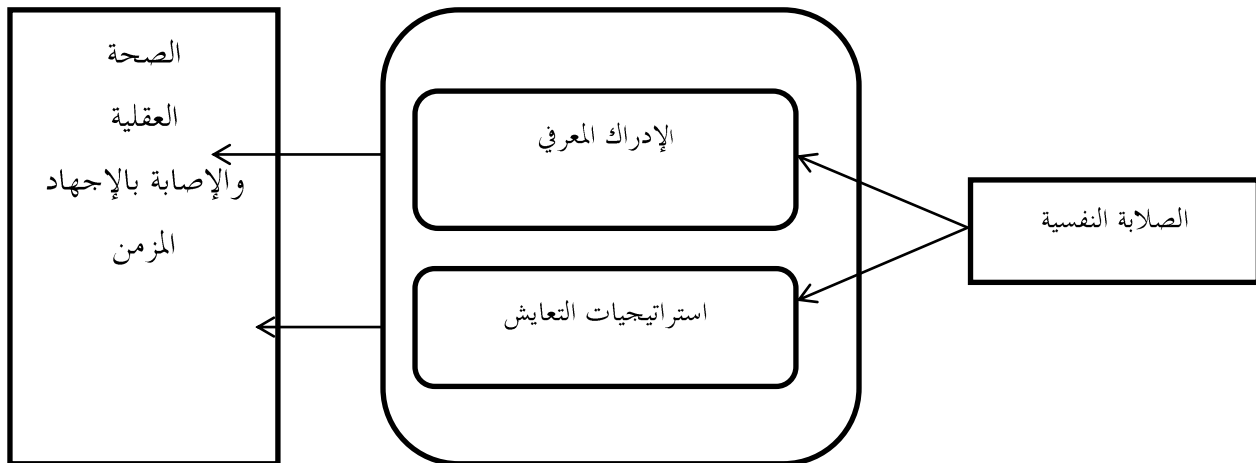 الصلابة النفسية
الإدراك المعرفي
استراتيجيات التعايش
الصحة
العقلية
والإصابة بالإجهاد
المزمن